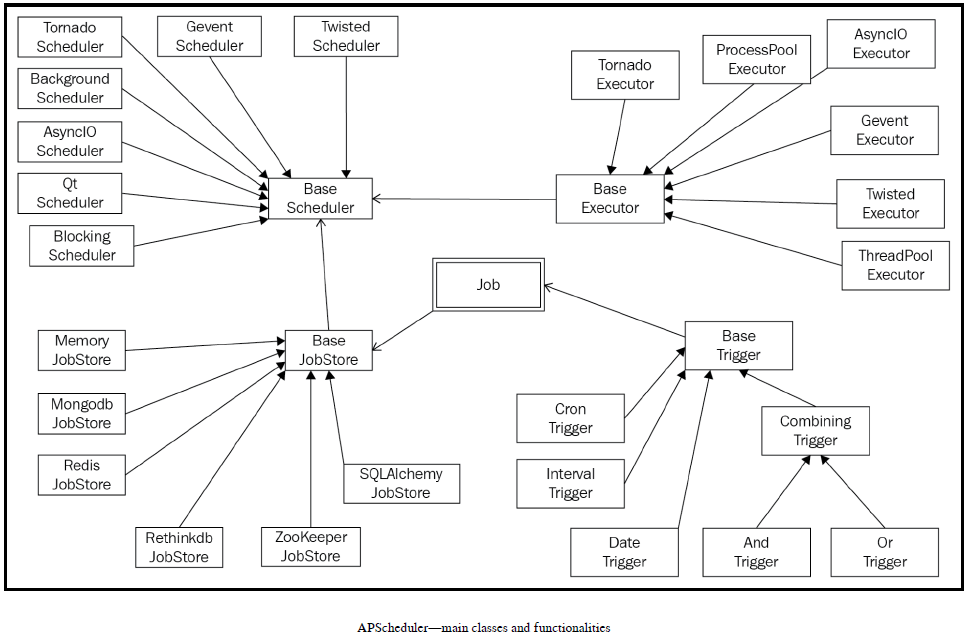 Tornado
Scheduler
Gevent
Scheduler
Twisted
Scheduler
Background
Scheduler
AsyncIO
Scheduler
Qt
Scheduler
Blocking
Scheduler
Base
Scheduler
Tornado
Executor
ProcessPool
Executor
AsyncIO
Executor
Gevent
Executor
Twisted
Executor
ThreadPool
Executor
Base
Executor
Job
Memory
JobStore
Mongodb
JobStore
Redis
JobStore
Rethinkdb
JobStore
ZooKeeper
JobStore
SQLAlchemy
JobStore
Base
JobStore
Base
Trigger
Cron
Trigger
Interval
Trigger
Date
Trigger
Combining
Trigger
And
Trigger
Or
Trigger
APScheduler—main classes and functionalities